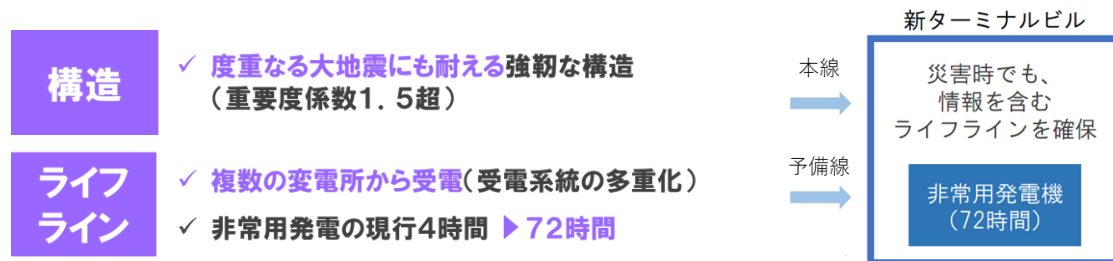 構造
✓ 度重なる大地震にも耐える強靭な構造
（重要度係数1．5超）
ライフ
ライン
✓ 複数の変電所から受電（受電系統の多重化）
✓ 非常用発電の現行4時間 ▶72時間
本線
予備線
新ターミナルビル
災害時でも、
情報を含む
ライフラインを確保
非常用発電機
（72時間）